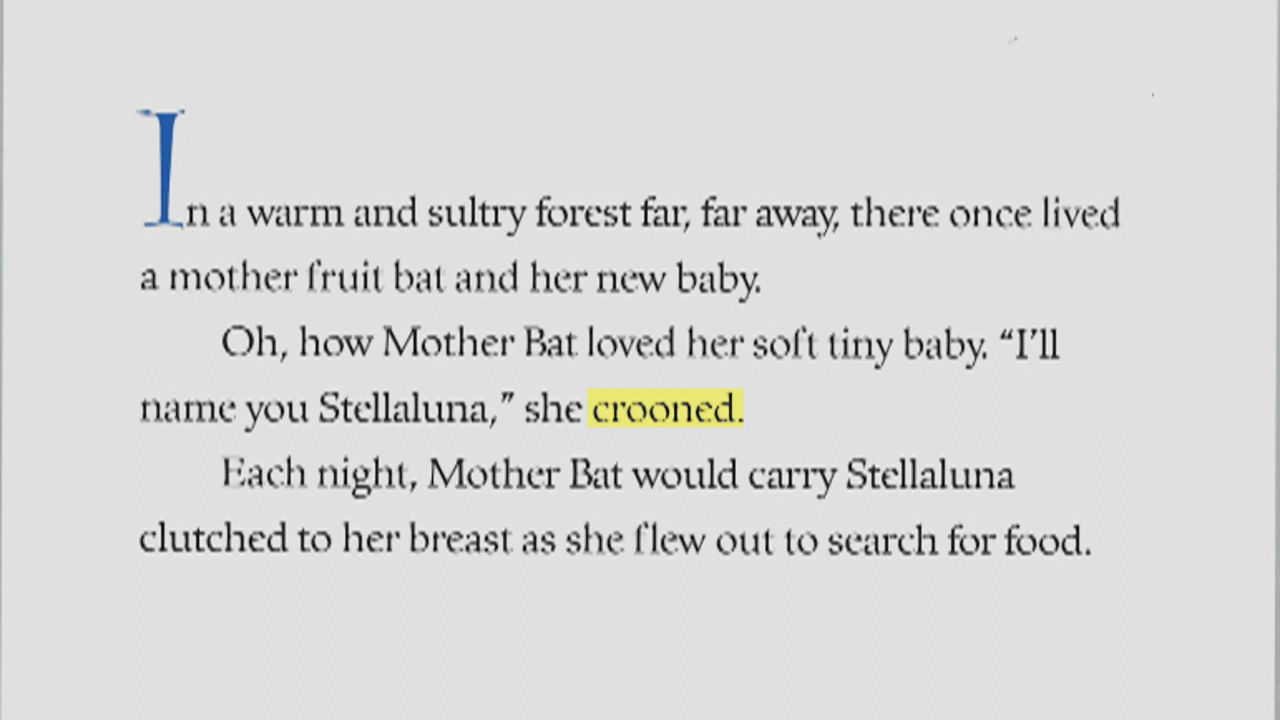 In a warm and sultry forest far, far away, there once lived
a mother fruit bat and her new baby.
Oh, how Mother Bat loved her soft tiny baby. “I’ll
name you Stellaluna,” she crooned.
Each night, Mother Bat would carry Stellaluna
clutched to her breast as she flew out to search for food.